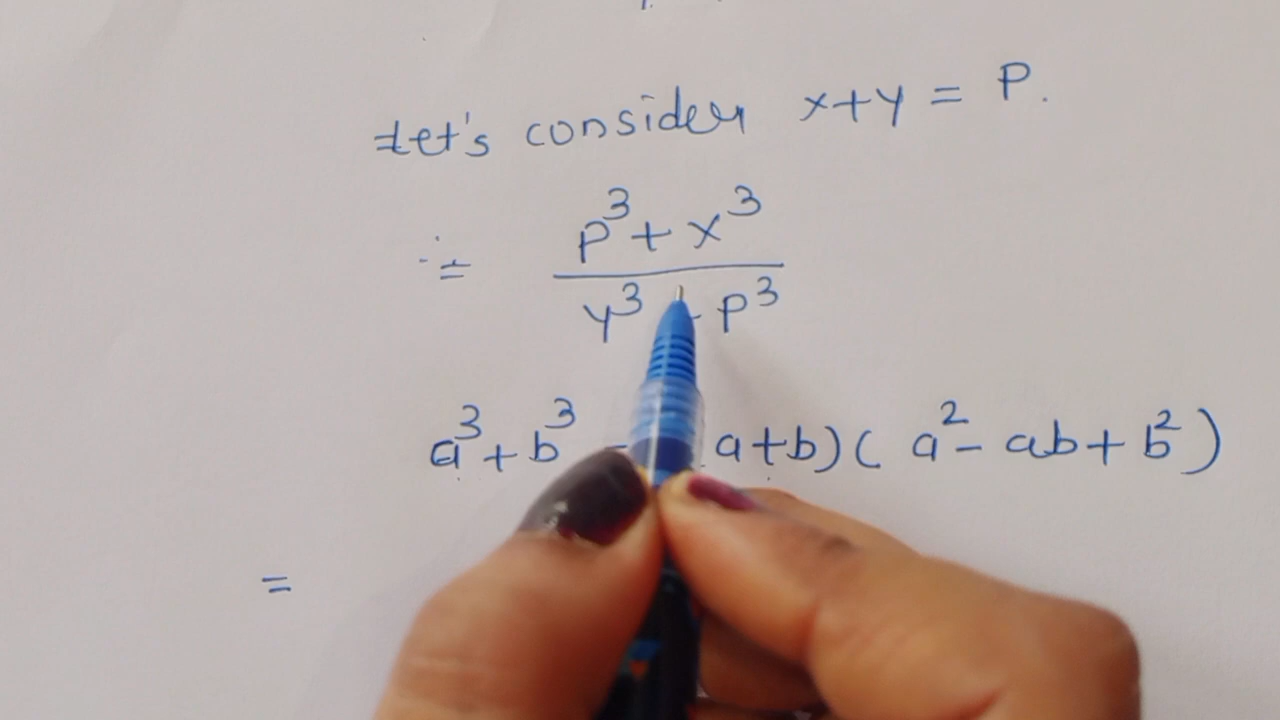 Let's consider x+y = P.
∴ = P³ + x³ / y³ - P³
a³ + b³ = (a+b)( a² - ab + b² )
=